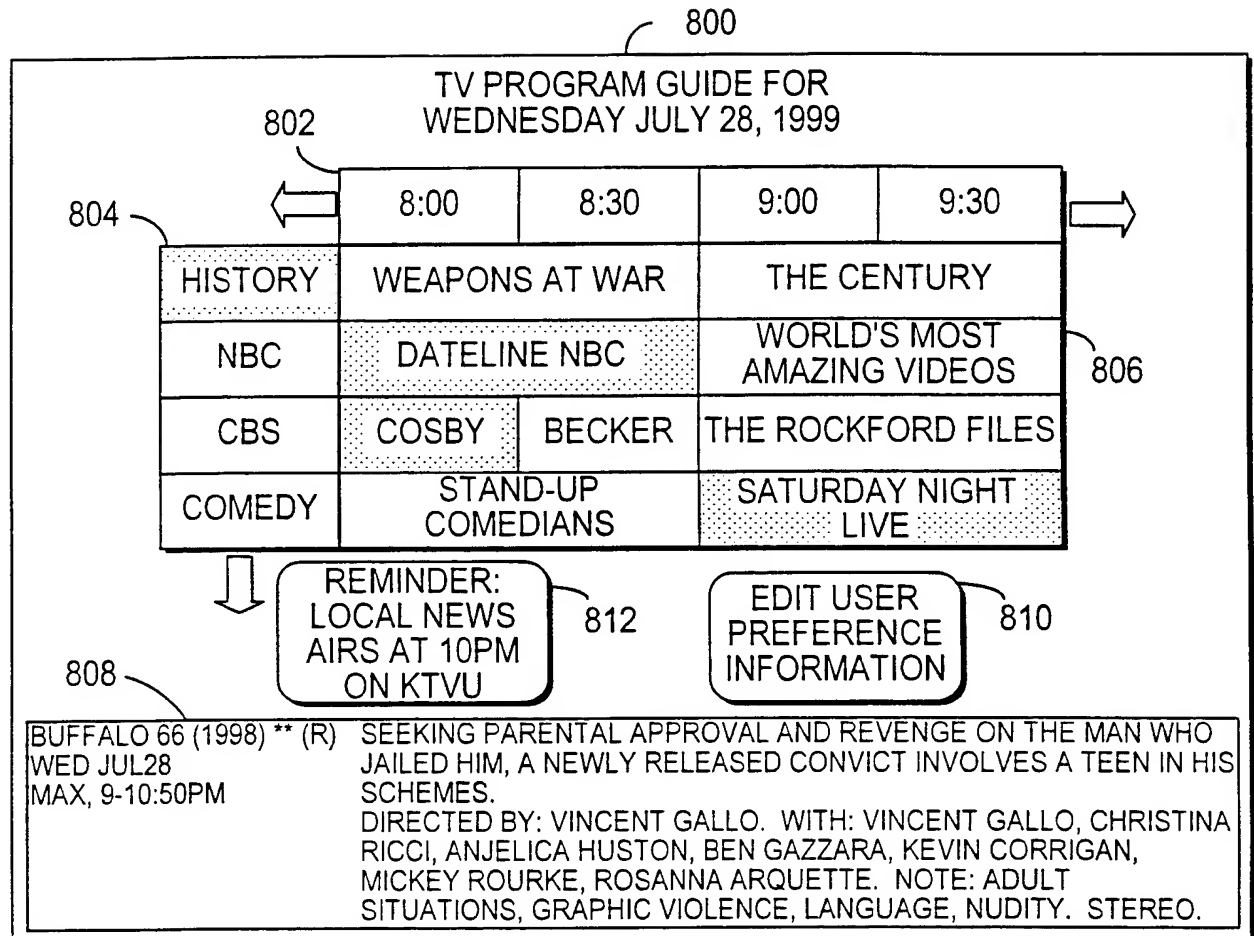 800
TV PROGRAM GUIDE FOR
WEDNESDAY JULY 28, 1999
802
8:00 8:30 9:00 9:30
804
HISTORY WEAPONS AT WAR THE CENTURY
NBC DATELINE NBC WORLD'S MOST
AMAZING VIDEOS
806
CBS COSBY BECKER THE ROCKFORD FILES
COMEDY STAND-UP
COMEDIANS
SATURDAY NIGHT
LIVE
REMINDER:
LOCAL NEWS
AIRS AT 10PM
ON KTVU
812
EDIT USER
PREFERENCE
INFORMATION
810
808
BUFFALO 66 (1998) ** (R)
WED JUL28
MAX, 9-10:50PM
SEEKING PARENTAL APPROVAL AND REVENGE ON THE MAN WHO
JAILED HIM, A NEWLY RELEASED CONVICT INVOLVES A TEEN IN HIS
SCHEMES.
DIRECTED BY: VINCENT GALLO. WITH: VINCENT GALLO, CHRISTINA
RICCI, ANJELICA HUSTON, BEN GAZZARA, KEVIN CORRIGAN,
MICKEY ROURKE, ROSANNA ARQUETTE. NOTE: ADULT
SITUATIONS, GRAPHIC VIOLENCE, LANGUAGE, NUDITY. STEREO.